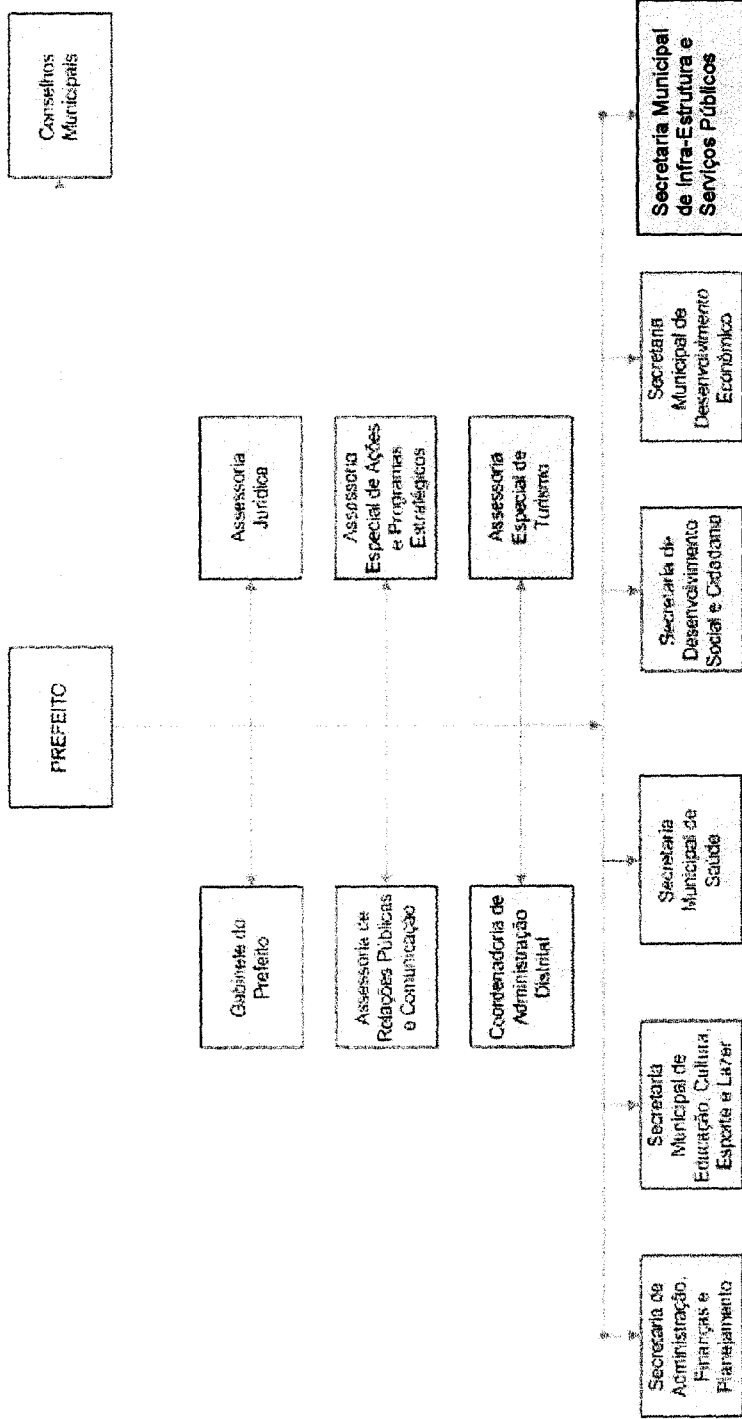 PREFEITO
Conselhos
Municipais
Gabinete do
Prefeito
Assessoria
Jurídica
Assessoria de
Relações Públicas
e Comunicação
Assessoria
Especial de Ações
e Programas
Estratégicos
Coordenadoria de
Administração
Distrital
Assessoria
Especial de
Turismo
Secretaria de
Administração,
Finanças e
Planejamento
Secretaria
Municipal de
Educação, Cultura,
Esporte e Lazer
Secretaria
Municipal de
Saúde
Secretaria de
Desenvolvimento
Social e Cidadania
Secretaria
Municipal de
Desenvolvimento
Econômico
Secretaria Municipal
de Infra-Estrutura e
Serviços Públicos